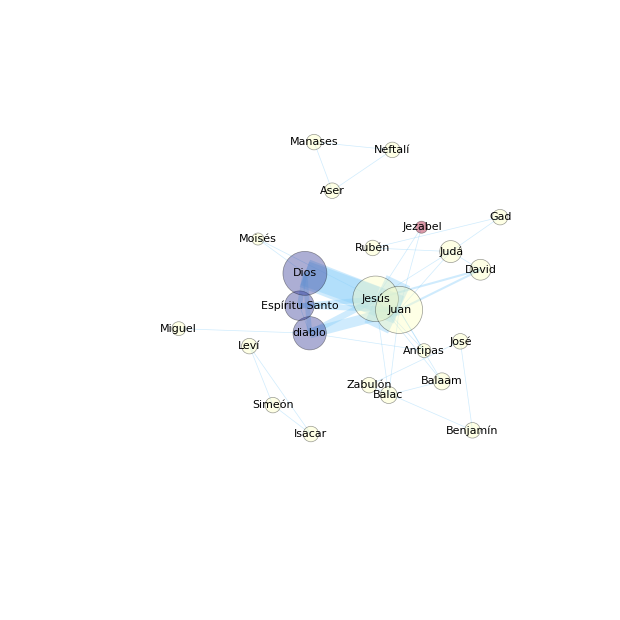 Manases
Neftalí
Aser
Gad
Jezabel
Moisés
Rubén
Judá
David
Dios
Jesús
Espíritu Santo
Juan
Miguel
diablo
José
Leví
Antipas
Zabulón
Balaam
Balac
Simeón
Benjamín
Isacar